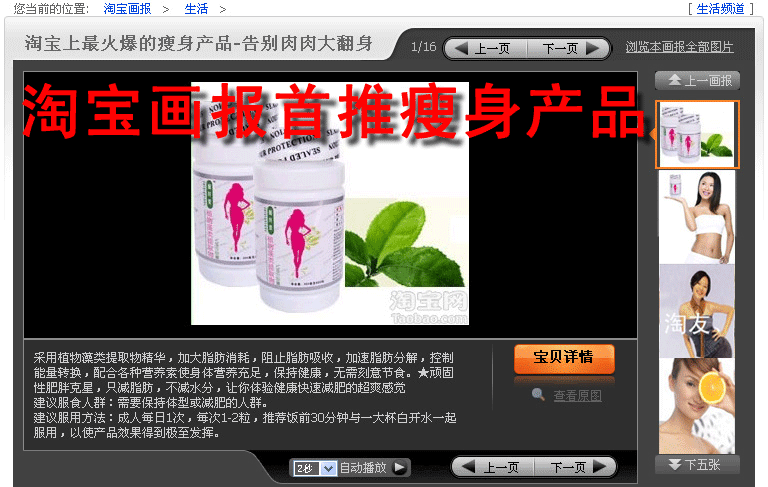 您当前的位置: 淘宝画报 > 生活 >
[ 生活频道 ]
淘宝上最火爆的瘦身产品-告别肉肉大翻身
1/16
上一页
下一页
浏览本画报全部图片
上一画报
淘宝画报首推瘦身产品
淘宝网
Taobao.com
淘友
采用植物藻类提取物精华，加大脂肪消耗，阻止脂肪吸收，加速脂肪分解，控制
能量转换，配合各种营养素使身体营养充足，保持健康，无需刻意节食。★顽固
性肥胖克星，只减脂肪，不减水分，让你体验健康快速减肥的超爽感觉
建议服食人群：需要保持体型或减肥的人群。
建议服用方法：成人每日1次，每次1-2粒，推荐饭前30分钟与一大杯白开水一起
服用，以使产品效果得到极至发挥。
宝贝详情
查看原图
2秒
自动播放
上一页
下一页
下五张